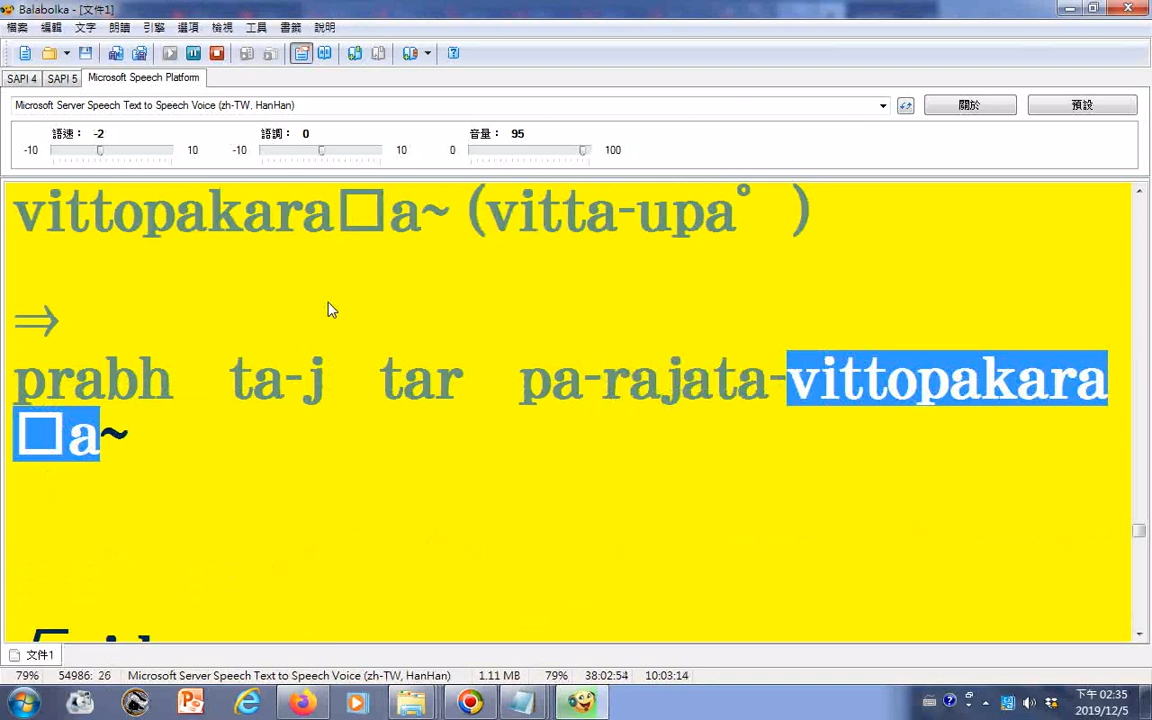 Balabolka - [文件1]
檔案 編輯 文字 朗讀 引擎 選項 檢視 工具 書籤 說明
SAPI 4 SAPI 5 Microsoft Speech Platform
Microsoft Server Speech Text to Speech Voice (zh-TW, HanHan) 關於 預設
語速： -2 語調： 0 音量： 95
-10 10 -10 10 0 100
vittopakara□a~ (vitta-upa゜)
⇒
prabh ta-j tar pa-rajata-vittopakara
□a~
文件1
79% 54986: 26 Microsoft Server Speech Text to Speech Voice (zh-TW, HanHan) 1.11 MB 79% 38:02:54 10:03:14
下午 02:35
2019/12/5